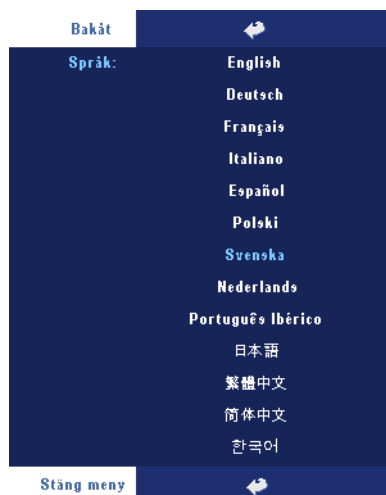 Bakåt
Språk:
English
Deutsch
Français
Italiano
Español
Polski
Svenska
Nederlands
Português Ibérico
日本語
繁體中文
简体中文
한국어
Stäng meny